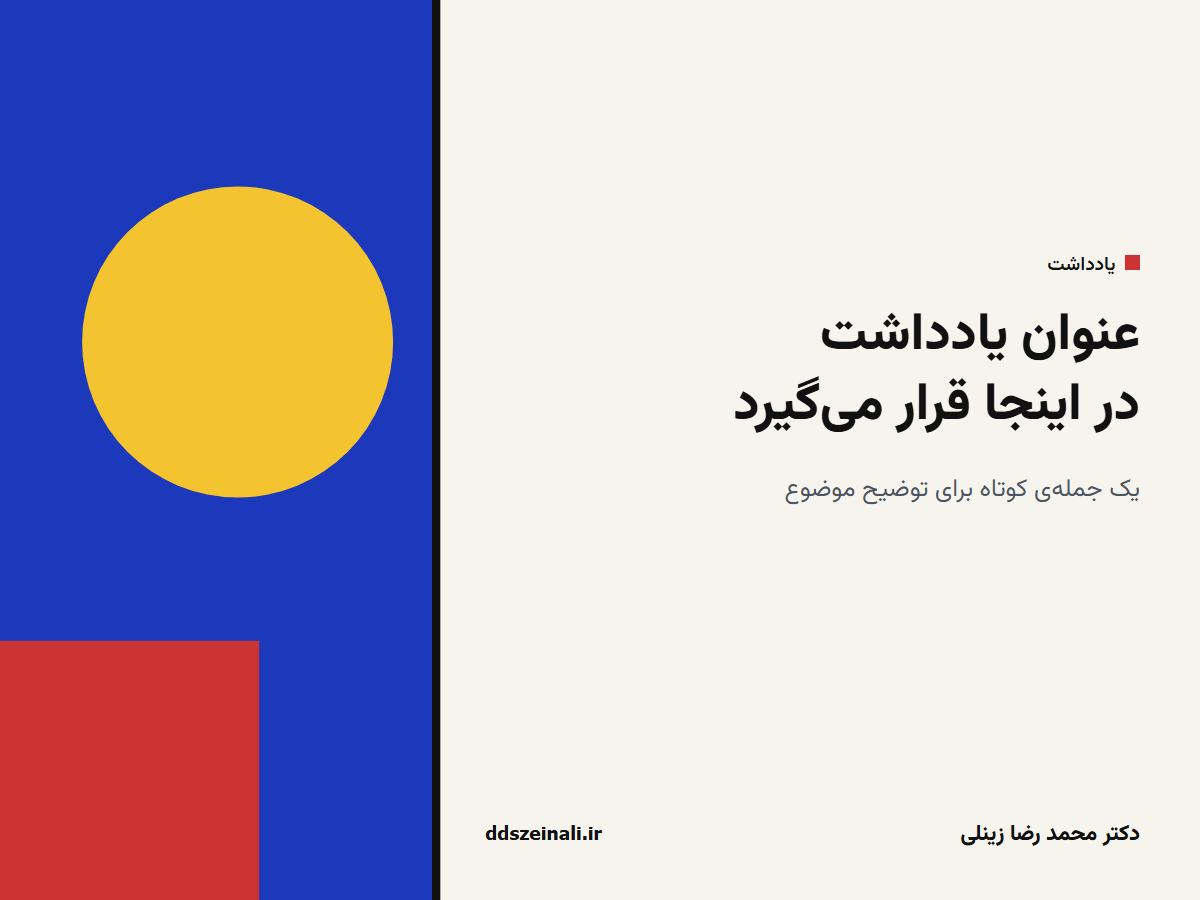 یادداشت
عنوان یادداشت
در اینجا قرار می‌گیرد
یک جمله‌ی کوتاه برای توضیح موضوع
دکتر محمد رضا زینلی
ddszeinali.ir